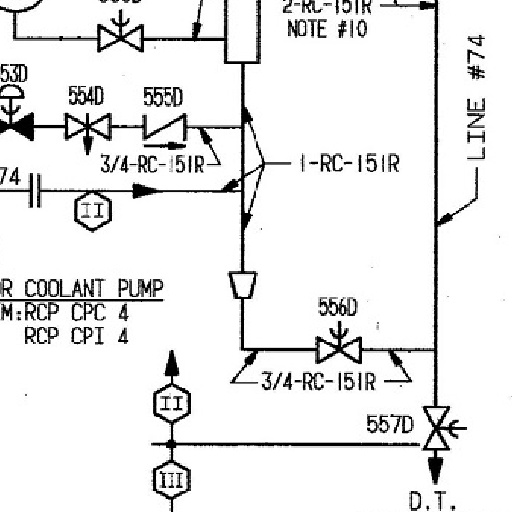 2-RC-151R
NOTE #10
LINE #74
53D
554D
555D
3/4-RC-151R
1-RC-151R
74
II
R COOLANT PUMP
M:RCP CPC 4
RCP CPI 4
556D
3/4-RC-151R
II
557D
III
D.T.